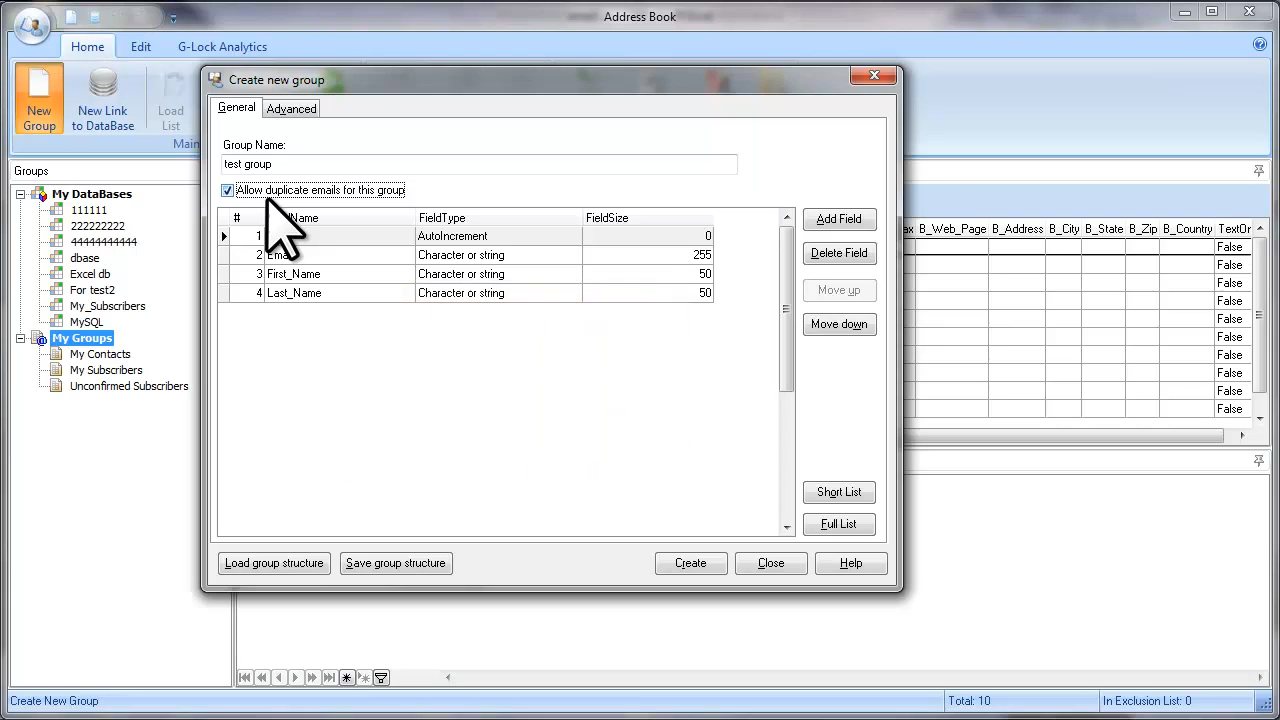 Address Book
Home Edit G-Lock Analytics
New Group
New Link to DataBase
Load List
Main
Groups
My DataBases
111111
222222222
44444444444
dbase
Excel db
For test2
My_Subscribers
MySQL
My Groups
My Contacts
My Subscribers
Unconfirmed Subscribers
Create new group
General Advanced
Group Name:
test group
Allow duplicate emails for this group
# Name FieldType FieldSize
1 AutoIncrement 0
2 Character or string 255
3 First_Name Character or string 50
4 Last_Name Character or string 50
Add Field
Delete Field
Move up
Move down
Short List
Full List
Load group structure Save group structure Create Close Help
B_Web_Page B_Address B_City B_State B_Zip B_Country TextOn
False
False
False
False
False
False
False
False
False
False
Create New Group Total: 10 In Exclusion List: 0